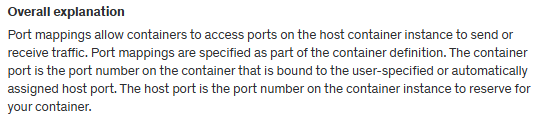 Overall explanation
Port mappings allow containers to access ports on the host container instance to send or
receive traffic. Port mappings are specified as part of the container definition. The container
port is the port number on the container that is bound to the user-specified or automatically
assigned host port. The host port is the port number on the container instance to reserve for
your container.